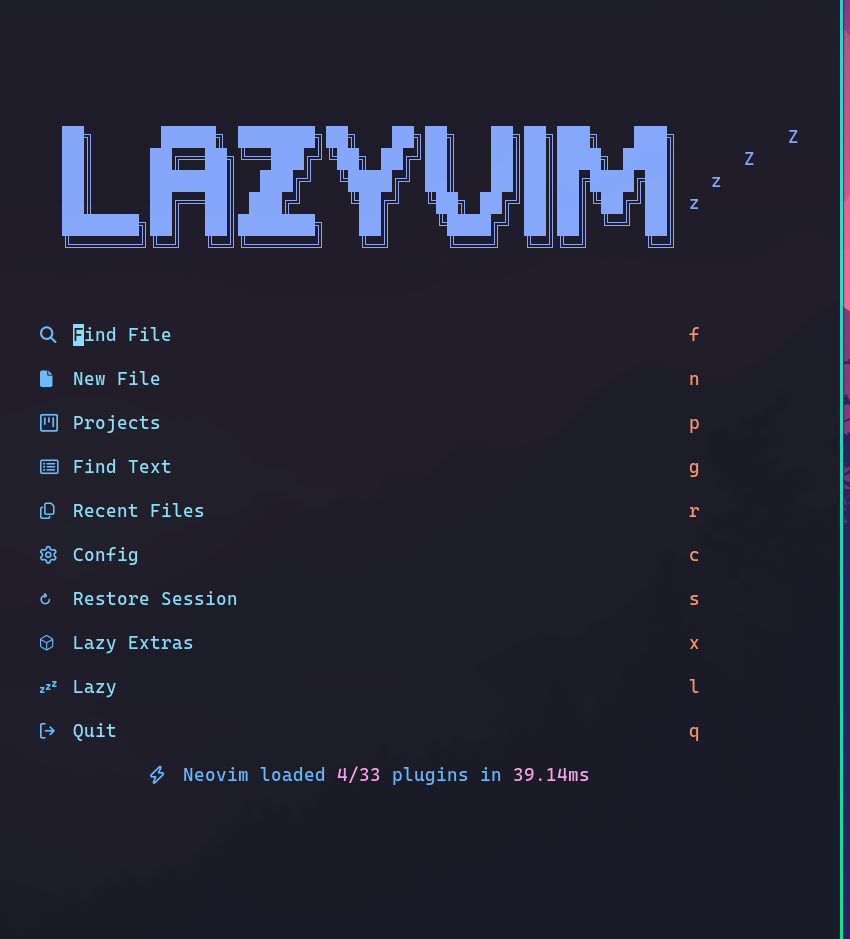 LAZYVIM
Z
Z
z
z
Find File f
New File n
Projects p
Find Text g
Recent Files r
Config c
Restore Session s
Lazy Extras x
zzz Lazy l
Quit q
Neovim loaded 4/33 plugins in 39.14ms